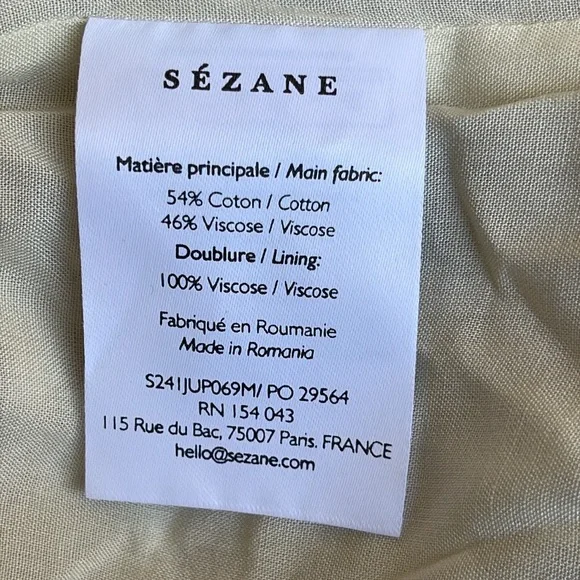 SÉZANE
Matière principale / Main fabric:
54% Coton / Cotton
46% Viscose / Viscose
Doublure / Lining:
100% Viscose / Viscose
Fabriqué en Roumanie
Made in Romania
S241JUP069M/ PO 29564
RN 154 043
115 Rue du Bac, 75007 Paris. FRANCE
hello@sezane.com